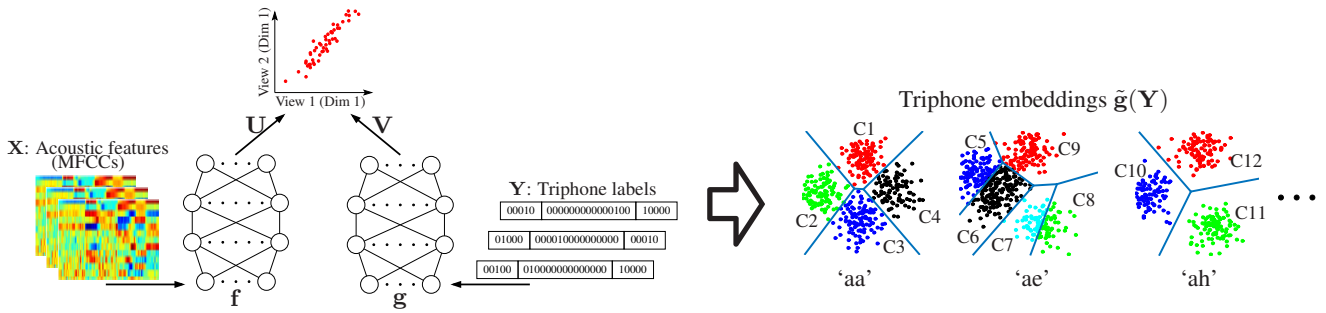 View 2 (Dim 1)
View 1 (Dim 1)
U
V
X: Acoustic features
(MFCCs)
f
g
Y: Triphone labels
00010 000000000000100 10000
01000 000010000000000 00010
00100 010000000000000 10000
Triphone embeddings g̃(Y)
C1
C2
C3
C4
'aa'
C5
C6
C7
C8
C9
'ae'
C10
C11
C12
'ah'